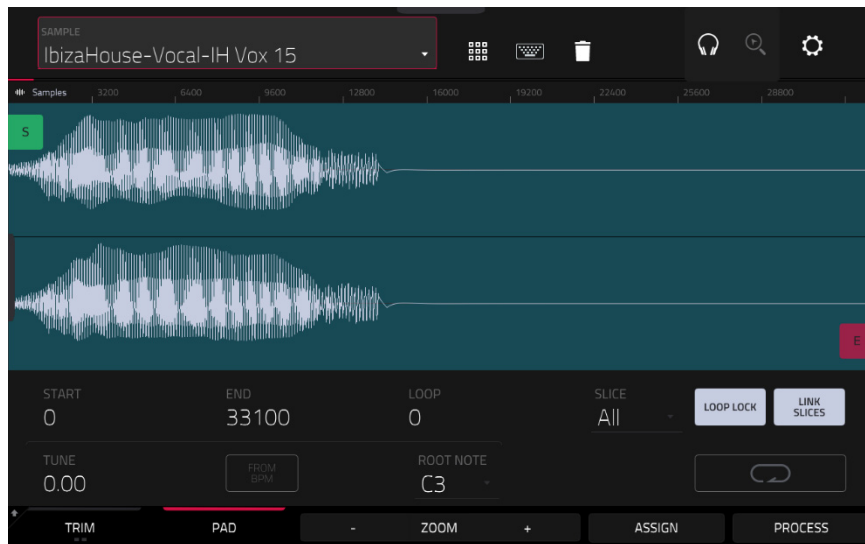 SAMPLE
IbizaHouse-Vocal-IH Vox 15
Samples 3200 6400 9600 12800 16000 19200 22400 25600 28800
S
E
START END LOOP SLICE
0 33100 0 All
LOOP LOCK
LINK
SLICES
TUNE ROOT NOTE
0.00 C3
FROM
BPM
TRIM PAD - ZOOM + ASSIGN PROCESS